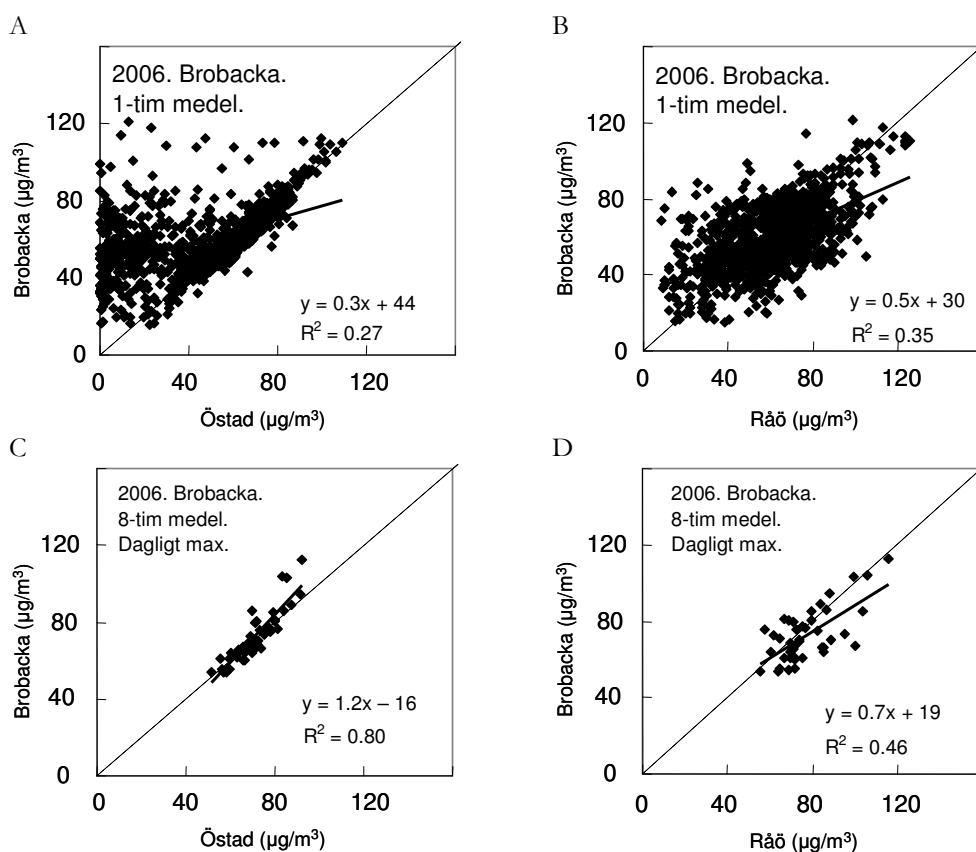 A
2006. Brobacka.
1-tim medel.
120
80
40
0
Brobacka (µg/m³)
y = 0.3x + 44
R² = 0.27
0 40 80 120
Östad (µg/m³)
B
2006. Brobacka.
1-tim medel.
120
80
40
0
Brobacka (µg/m³)
y = 0.5x + 30
R² = 0.35
0 40 80 120
Råö (µg/m³)
C
2006. Brobacka.
8-tim medel.
Dagligt max.
120
80
40
0
Brobacka (µg/m³)
y = 1.2x – 16
R² = 0.80
0 40 80 120
Östad (µg/m³)
D
2006. Brobacka.
8-tim medel.
Dagligt max.
120
80
40
0
Brobacka (µg/m³)
y = 0.7x + 19
R² = 0.46
0 40 80 120
Råö (µg/m³)